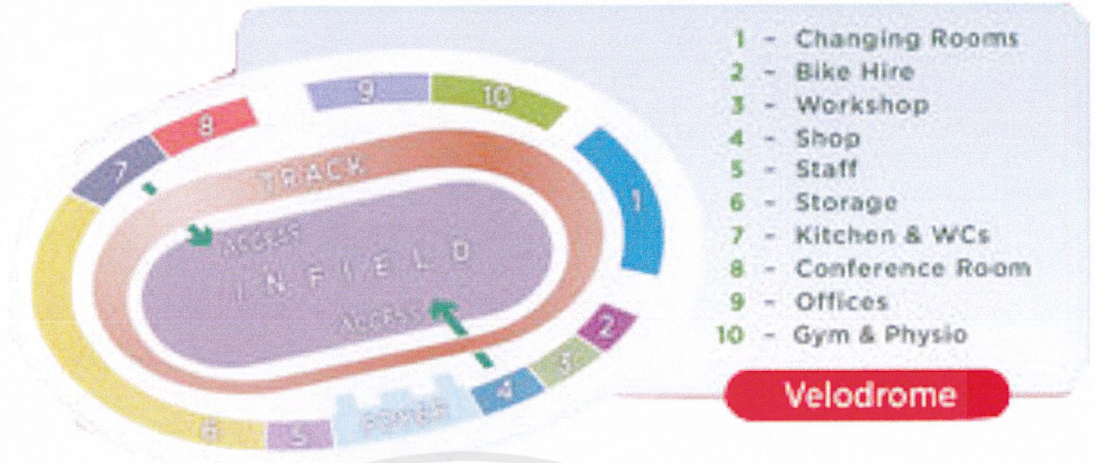 1 - Changing Rooms
2 - Bike Hire
3 - Workshop
4 - Shop
5 - Staff
6 - Storage
7 - Kitchen & WCs
8 - Conference Room
9 - Offices
10 - Gym & Physio
Velodrome
9
10
8
7
TRACK
1
ACCESS
INFIELD
ACCESS
2
3
4
FOYER
5
6